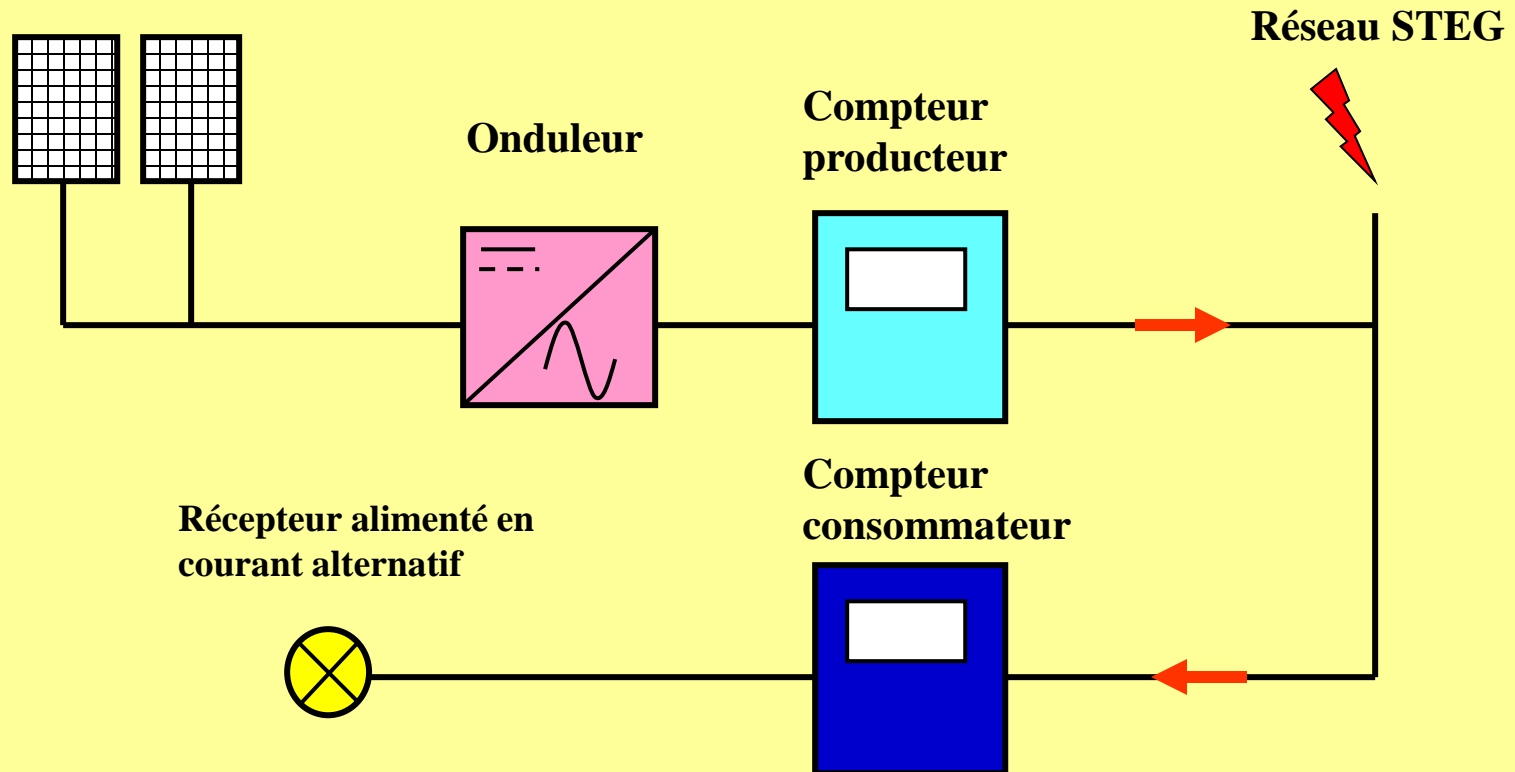 Réseau STEG
Onduleur
Compteur
producteur
Compteur
consommateur
Récepteur alimenté en
courant alternatif